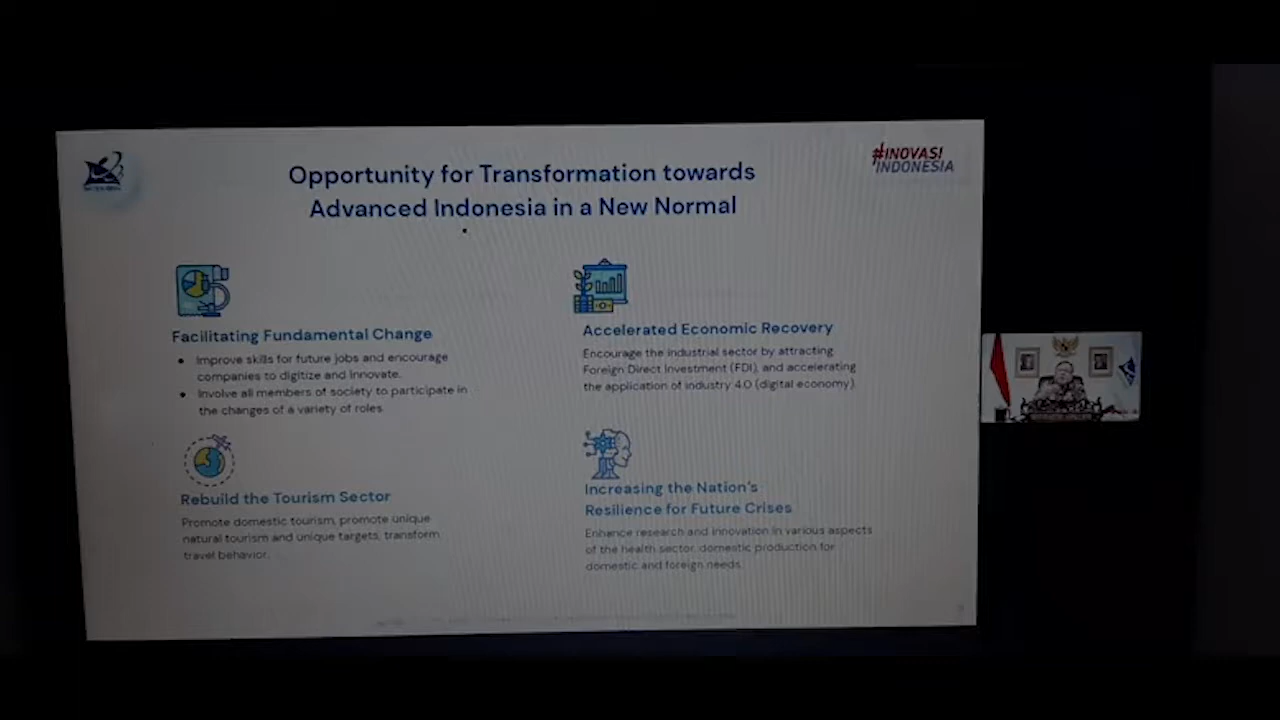 #INOVASI
INDONESIA
Opportunity for Transformation towards
Advanced Indonesia in a New Normal
Facilitating Fundamental Change
• Improve skills for future jobs and encourage
companies to digitize and innovate.
• Involve all members of society to participate in
the changes of a variety of roles
Accelerated Economic Recovery
Encourage the industrial sector by attracting
Foreign Direct Investment (FDI), and accelerating
the application of industry 4.0 (digital economy)
Rebuild the Tourism Sector
Promote domestic tourism, promote unique
natural tourism and unique targets, transform
travel behavior.
Increasing the Nation's
Resilience for Future Crises
Enhance research and innovation in various aspects
of the health sector, domestic production for
domestic and foreign needs.